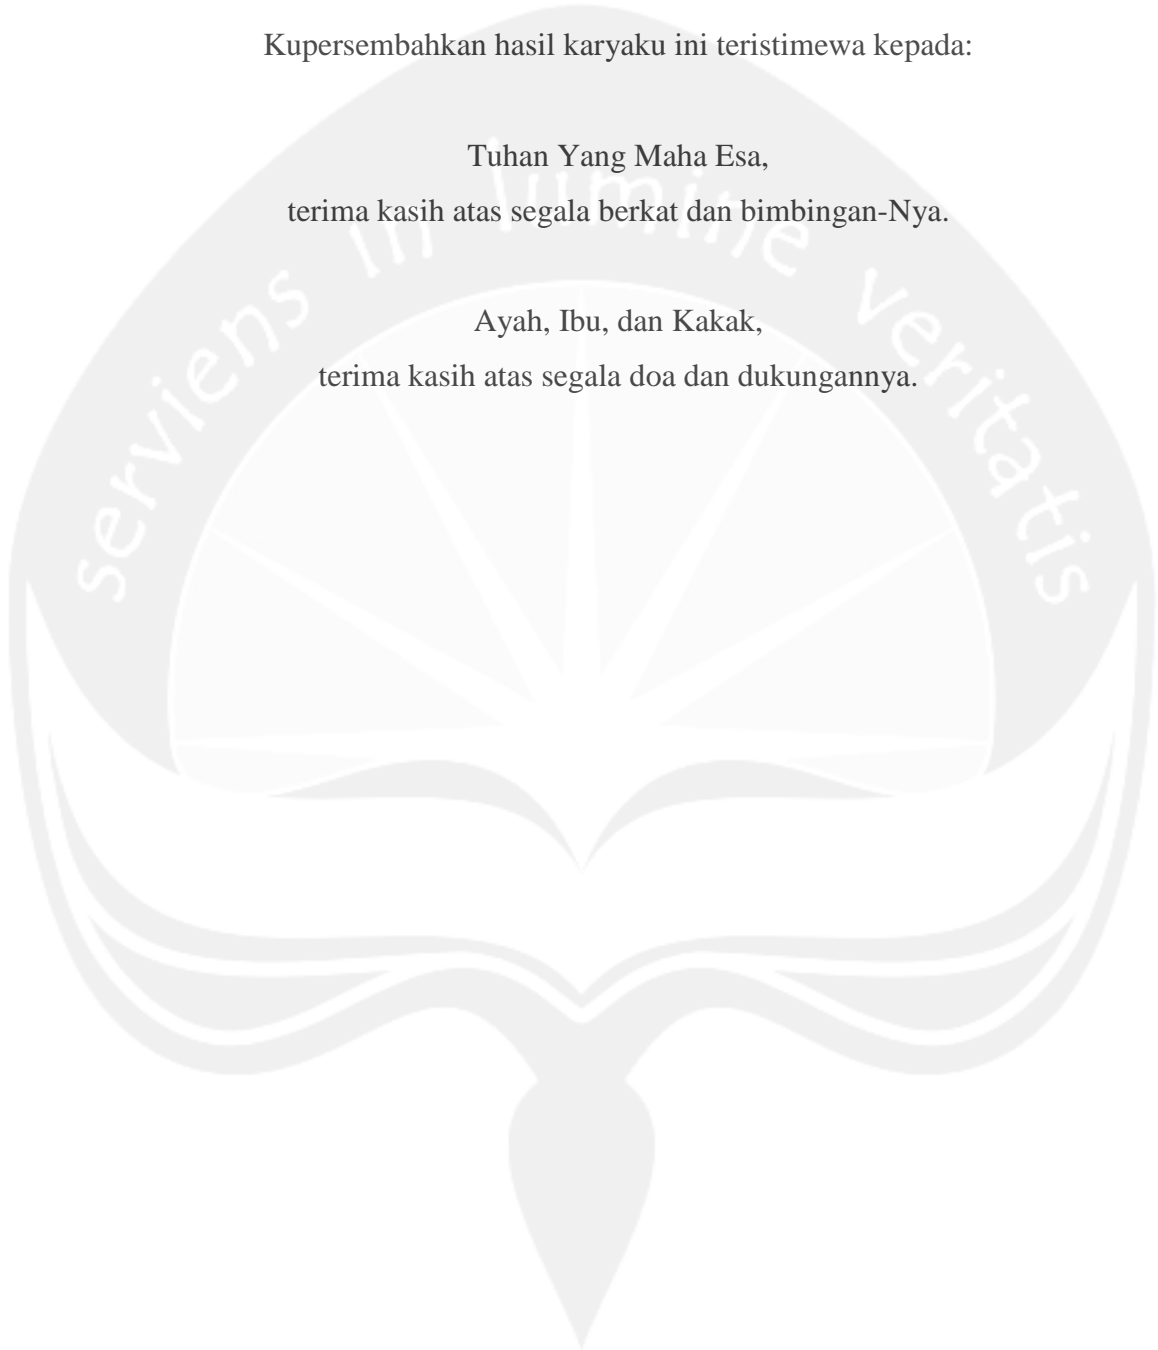 Kupersembahkan hasil karyaku ini teristimewa kepada:
Tuhan Yang Maha Esa,
terima kasih atas segala berkat dan bimbingan-Nya.
Ayah, Ibu, dan Kakak,
terima kasih atas segala doa dan dukungannya.
serviens in lumine veritatis